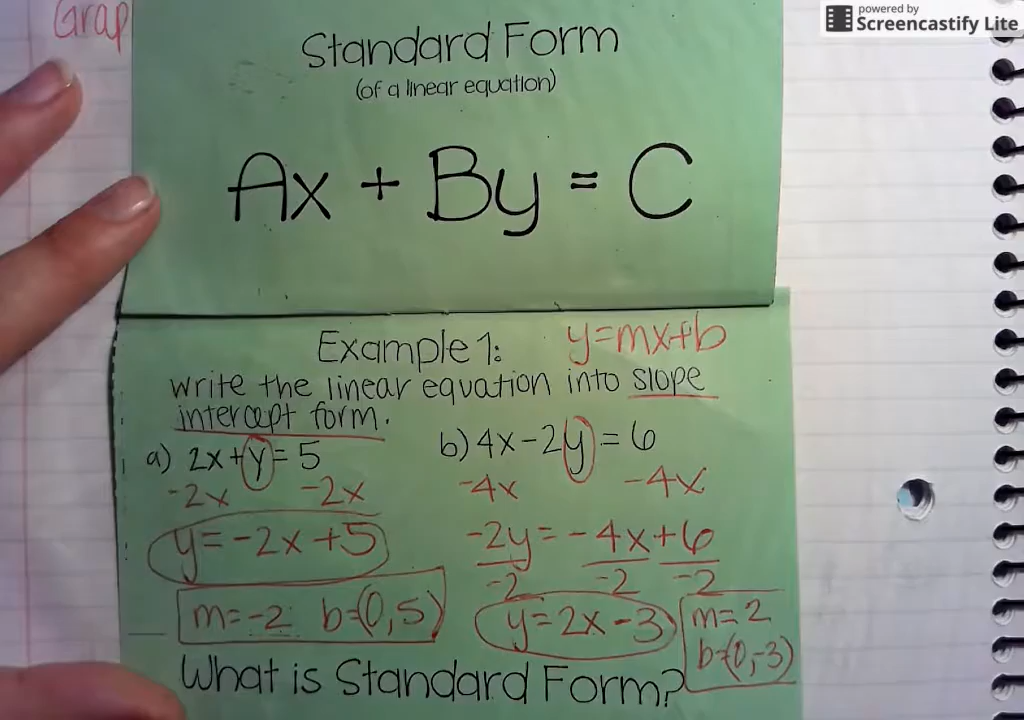 Grap
powered by
Screencastify Lite
Standard Form
(of a linear equation)
Ax + By = C
Example 1: y=mx+b
write the linear equation into slope
intercept form.
a) 2x+y=5
-2x -2x
y=-2x+5
m=-2 b=(0,5)
b) 4x-2y=6
-4x -4x
-2y=-4x+6
-2 -2 -2
y=2x-3
m=2
b=(0,-3)
What is Standard Form?